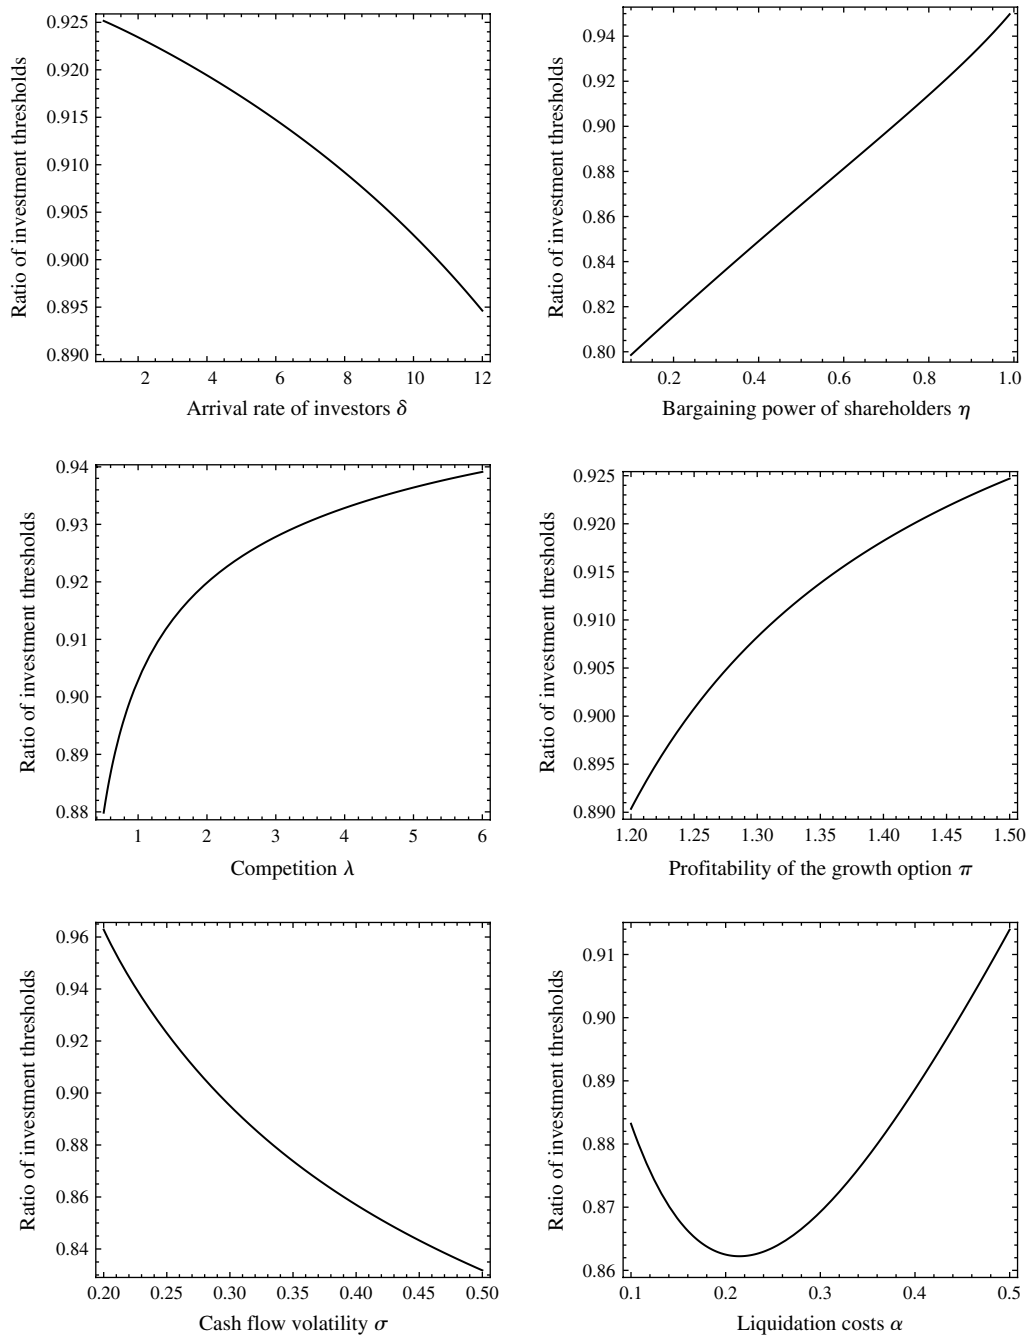 Ratio of investment thresholds
0.925
0.920
0.915
0.910
0.905
0.900
0.895
0.890
2 4 6 8 10 12
Arrival rate of investors δ
Ratio of investment thresholds
0.94
0.92
0.90
0.88
0.86
0.84
0.82
0.80
0.2 0.4 0.6 0.8 1.0
Bargaining power of shareholders η
Ratio of investment thresholds
0.94
0.93
0.92
0.91
0.90
0.89
0.88
1 2 3 4 5 6
Competition λ
Ratio of investment thresholds
0.925
0.920
0.915
0.910
0.905
0.900
0.895
0.890
1.20 1.25 1.30 1.35 1.40 1.45 1.50
Profitability of the growth option π
Ratio of investment thresholds
0.96
0.94
0.92
0.90
0.88
0.86
0.84
0.20 0.25 0.30 0.35 0.40 0.45 0.50
Cash flow volatility σ
Ratio of investment thresholds
0.91
0.90
0.89
0.88
0.87
0.86
0.1 0.2 0.3 0.4 0.5
Liquidation costs α